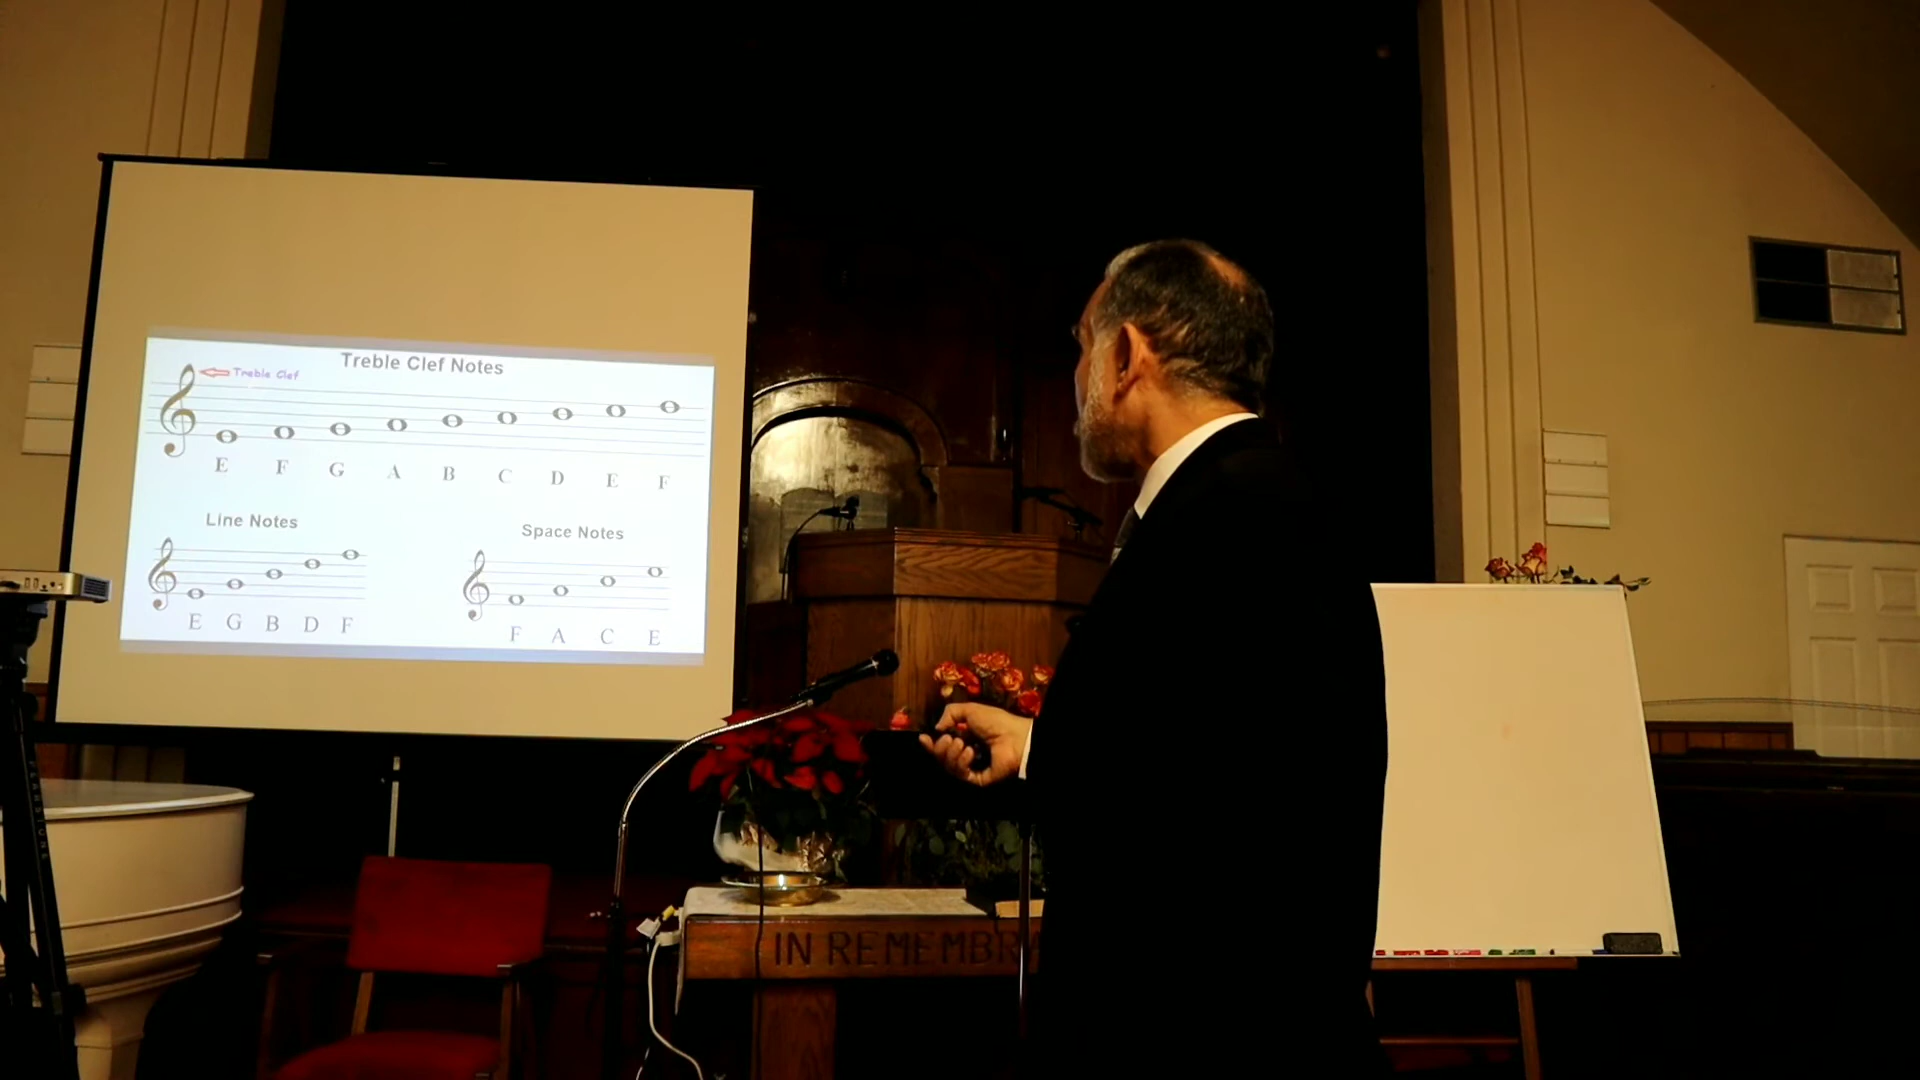 Treble Clef Notes
Treble Clef
E F G A B C D E F
Line Notes
Space Notes
E G B D F
F A C E
IN REMEMBR